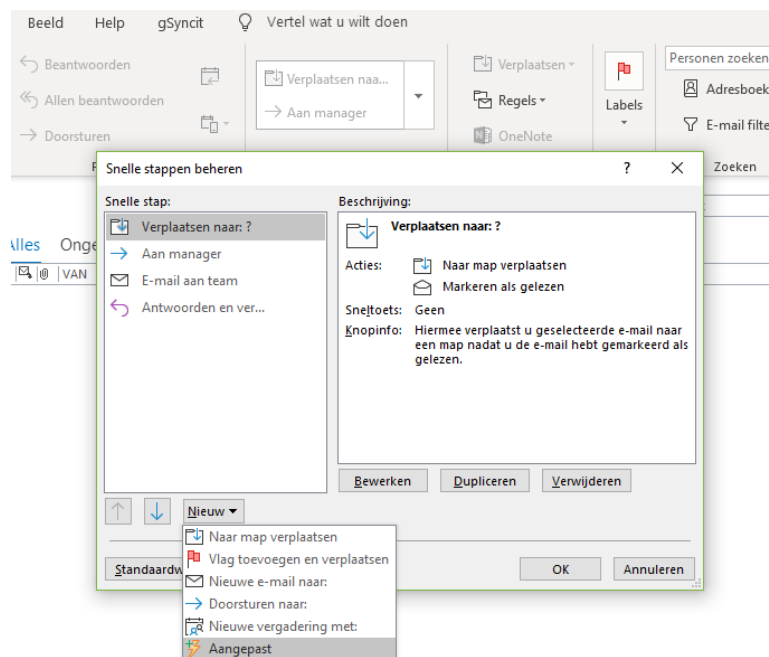 Beeld Help gSyncit Vertel wat u wilt doen
Beantwoorden
Allen beantwoorden
Doorsturen
Verplaatsen naa...
Aan manager
Verplaatsen
Regels
OneNote
Labels
Personen zoeken
Adresboek
E-mail filte
Zoeken
Snelle stappen beheren ?
Snelle stap:
Verplaatsen naar: ?
Aan manager
E-mail aan team
Antwoorden en ver...
Beschrijving:
Verplaatsen naar: ?
Acties: Naar map verplaatsen
Markeren als gelezen
Sneltoets: Geen
Knopinfo: Hiermee verplaatst u geselecteerde e-mail naar
een map nadat u de e-mail hebt gemarkeerd als
gelezen.
Alles Onge
VAN
Bewerken Dupliceren Verwijderen
Nieuw
Naar map verplaatsen
Vlag toevoegen en verplaatsen
Nieuwe e-mail naar:
Doorsturen naar:
Nieuwe vergadering met:
Aangepast
Standaardw
OK Annuleren